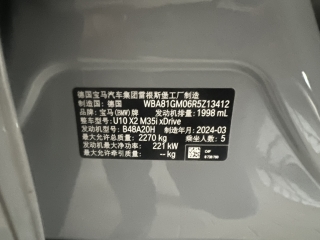 德国宝马汽车集团雷根斯堡工厂制造
制造国: 德国 WBA81GM06R5Z13412
品牌: 宝马(BMW)牌 发动机排量: 1998 mL
车辆型号: U10 X2 M35i xDrive
发动机型号: B48A20H 制造年月: 2024-03
最大允许总质量: 2270 kg 乘坐人数: 5
发动机最大净功率: 221 kW
最大允许牵引质量: -- kg